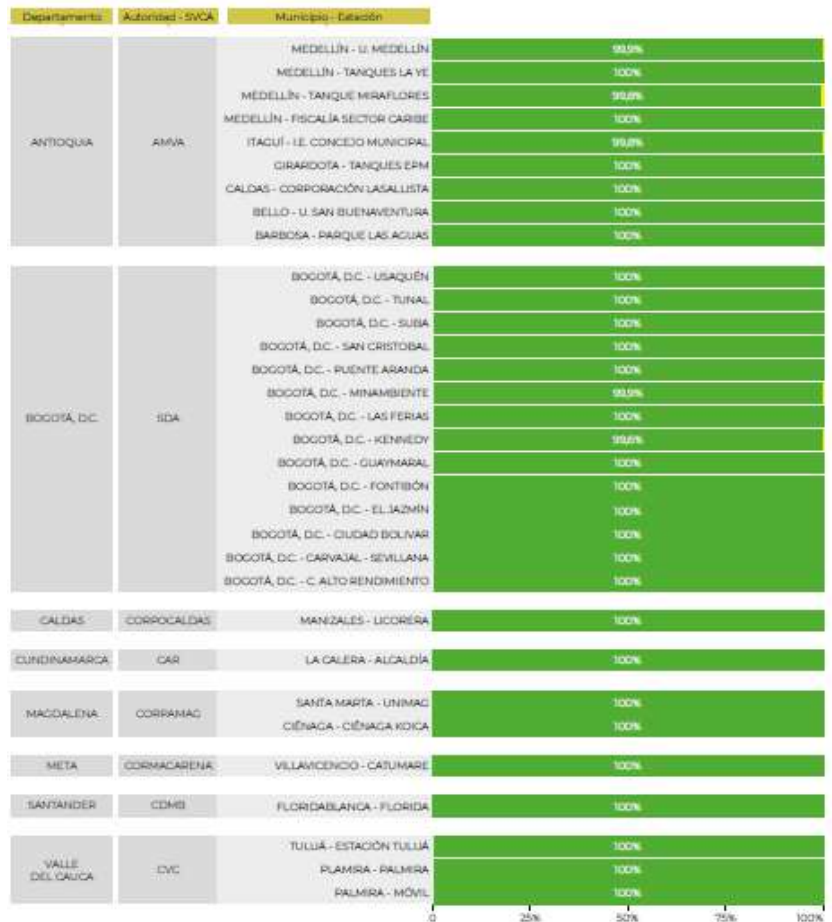 Departamento Autoridad - SVCA Municipio - Estación
MEDELLÍN - U. MEDELLÍN 99,9%
MEDELLÍN - TANQUES LA YE 100%
MEDELLÍN - TANQUE MIRAFLORES 99,8%
MEDELLÍN - FISCALÍA SECTOR CARIBE 100%
ANTIOQUIA AMVA ITAGUÍ - I.E. CONCEJO MUNICIPAL 99,8%
GIRARDOTA - TANQUES EPM 100%
CALDAS - CORPORACIÓN LASALLISTA 100%
BELLO - U. SAN BUENAVENTURA 100%
BARBOSA - PARQUE LAS AGUAS 100%
BOGOTÁ, D.C. - USAQUÉN 100%
BOGOTÁ, D.C. - TUNAL 100%
BOGOTÁ, D.C. - SUBA 100%
BOGOTÁ, D.C. - SAN CRISTOBAL 100%
BOGOTÁ, D.C. - PUENTE ARANDA 100%
BOGOTÁ, D.C. - MINAMBIENTE 99,9%
BOGOTÁ, D.C. SDA BOGOTÁ, D.C. - LAS FERIAS 100%
BOGOTÁ, D.C. - KENNEDY 99,6%
BOGOTÁ, D.C. - GUAYMARAL 100%
BOGOTÁ, D.C. - FONTIBÓN 100%
BOGOTÁ, D.C. - EL JAZMÍN 100%
BOGOTÁ, D.C. - CIUDAD BOLIVAR 100%
BOGOTÁ, D.C. - CARVAJAL - SEVILLANA 100%
BOGOTÁ, D.C. - C. ALTO RENDIMIENTO 100%
CALDAS CORPOCALDAS MANIZALES - LICORERA 100%
CUNDINAMARCA CAR LA CALERA - ALCALDÍA 100%
MAGDALENA CORPAMAG SANTA MARTA - UNIMAG 100%
CIÉNAGA - CIÉNAGA KOICA 100%
META CORMACARENA VILLAVICENCIO - CATUMARE 100%
SANTANDER CDMB FLORIDABLANCA - FLORIDA 100%
TULUÁ - ESTACIÓN TULUÁ 100%
VALLE DEL CAUCA CVC PLAMIRA - PALMIRA 100%
PALMIRA - MÓVIL 100%
0 25% 50% 75% 100%